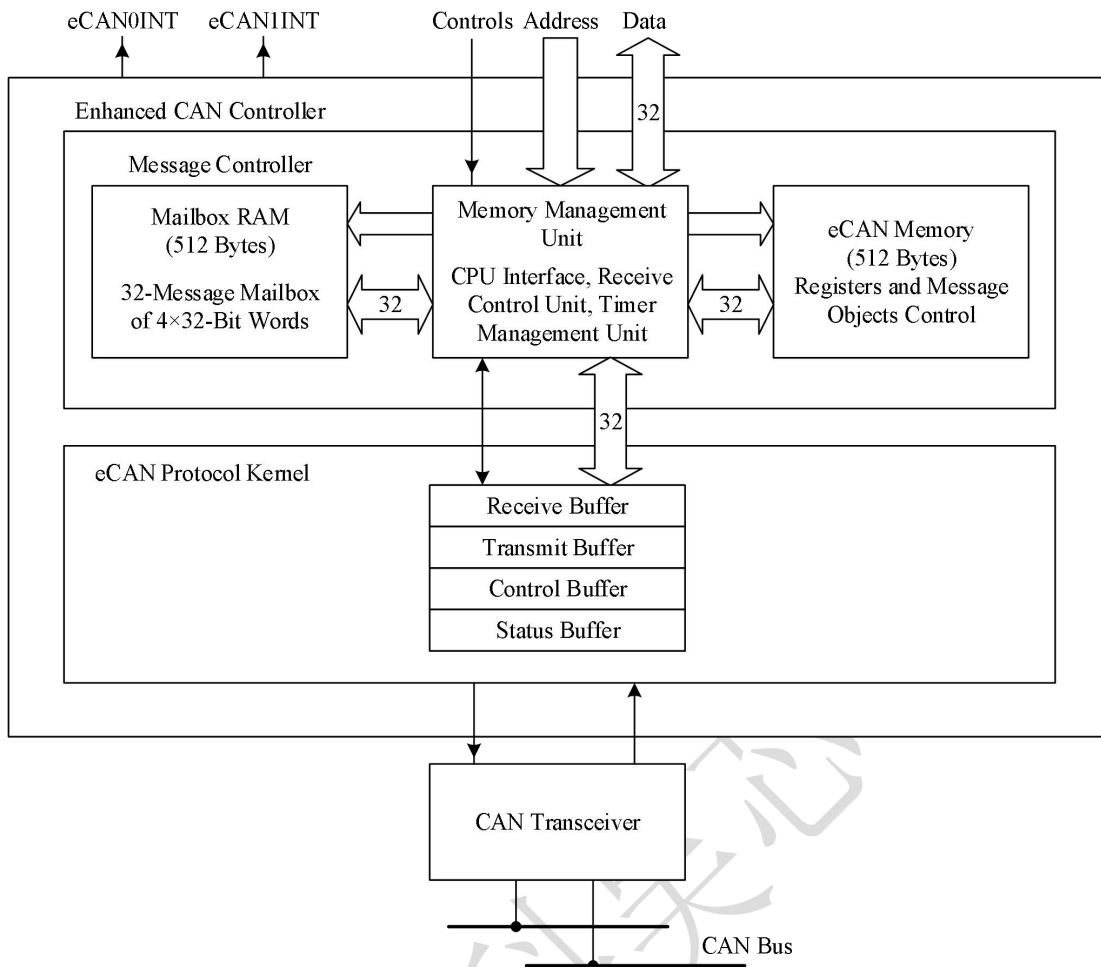 eCAN0INT eCAN1INT Controls Address Data
32
Enhanced CAN Controller
Message Controller
Mailbox RAM
(512 Bytes)
32-Message Mailbox
of 4×32-Bit Words
32
Memory Management
Unit
CPU Interface, Receive
Control Unit, Timer
Management Unit
32
eCAN Memory
(512 Bytes)
Registers and Message
Objects Control
32
eCAN Protocol Kernel
Receive Buffer
Transmit Buffer
Control Buffer
Status Buffer
CAN Transceiver
CAN Bus